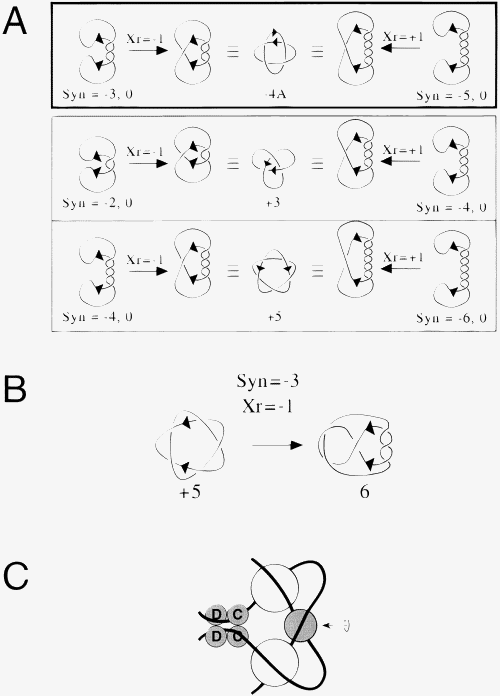 A
Xr=-1
Xr=+1
Syn = -3, 0
-4A
Syn = -5, 0
Xr=-1
Xr=+1
Syn = -2, 0
+3
Syn = -4, 0
Xr=-1
Xr=+1
Syn = -4, 0
+5
Syn = -6, 0
B
Syn=-3
Xr=-1
+5
6
C
D C
D C